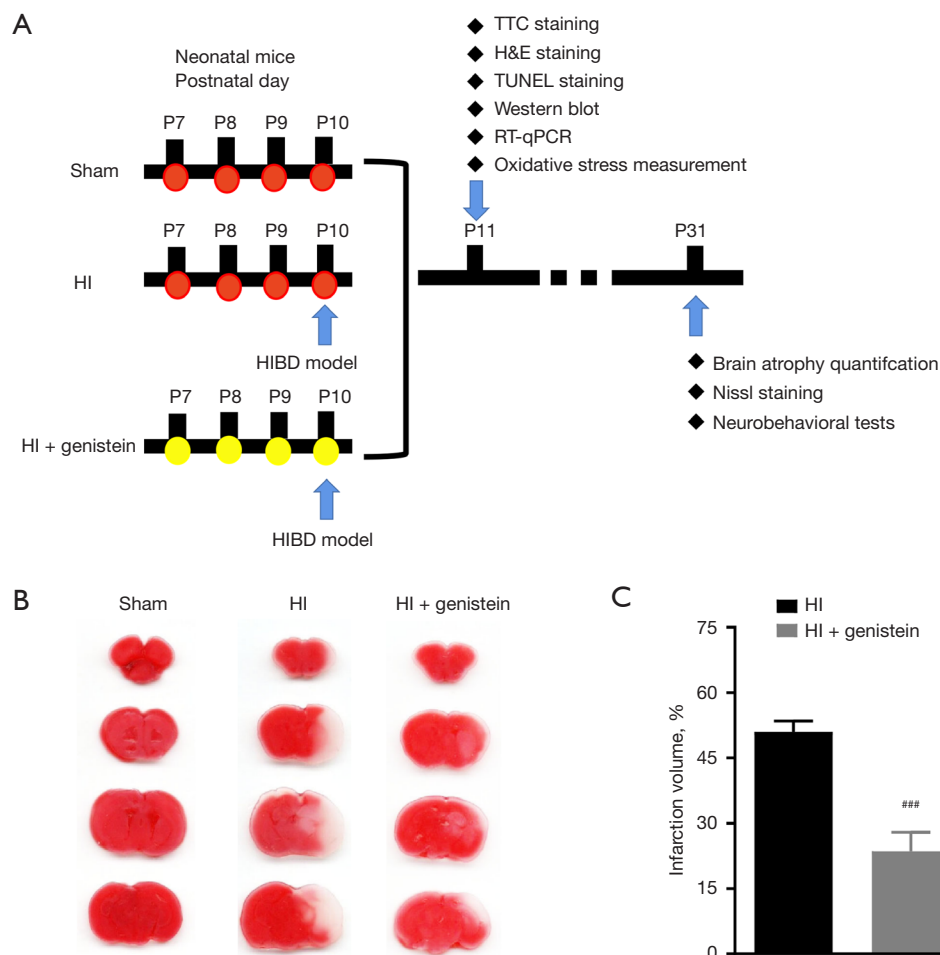 A
Neonatal mice
Postnatal day
P7 P8 P9 P10
Sham
P7 P8 P9 P10
HI
HIBD model
P7 P8 P9 P10
HI + genistein
HIBD model
◆ TTC staining
◆ H&E staining
◆ TUNEL staining
◆ Western blot
◆ RT-qPCR
◆ Oxidative stress measurement
P11
P31
◆ Brain atrophy quantifcation
◆ Nissl staining
◆ Neurobehavioral tests
B
Sham HI HI + genistein
C
HI
HI + genistein
Infarction volume, %
75
60
45
30
15
0
###